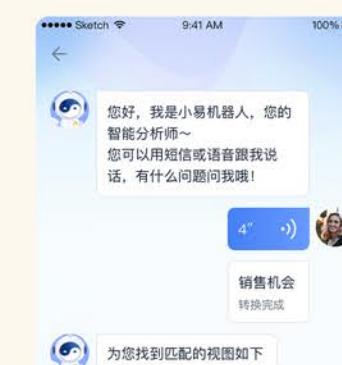 ●●●●● Sketch 9:41 AM 100%
您好，我是小易机器人，您的
智能分析师～
您可以用短信或语音跟我说
话，有什么问题问我哦！
4"
销售机会
转换完成
为您找到匹配的视图如下